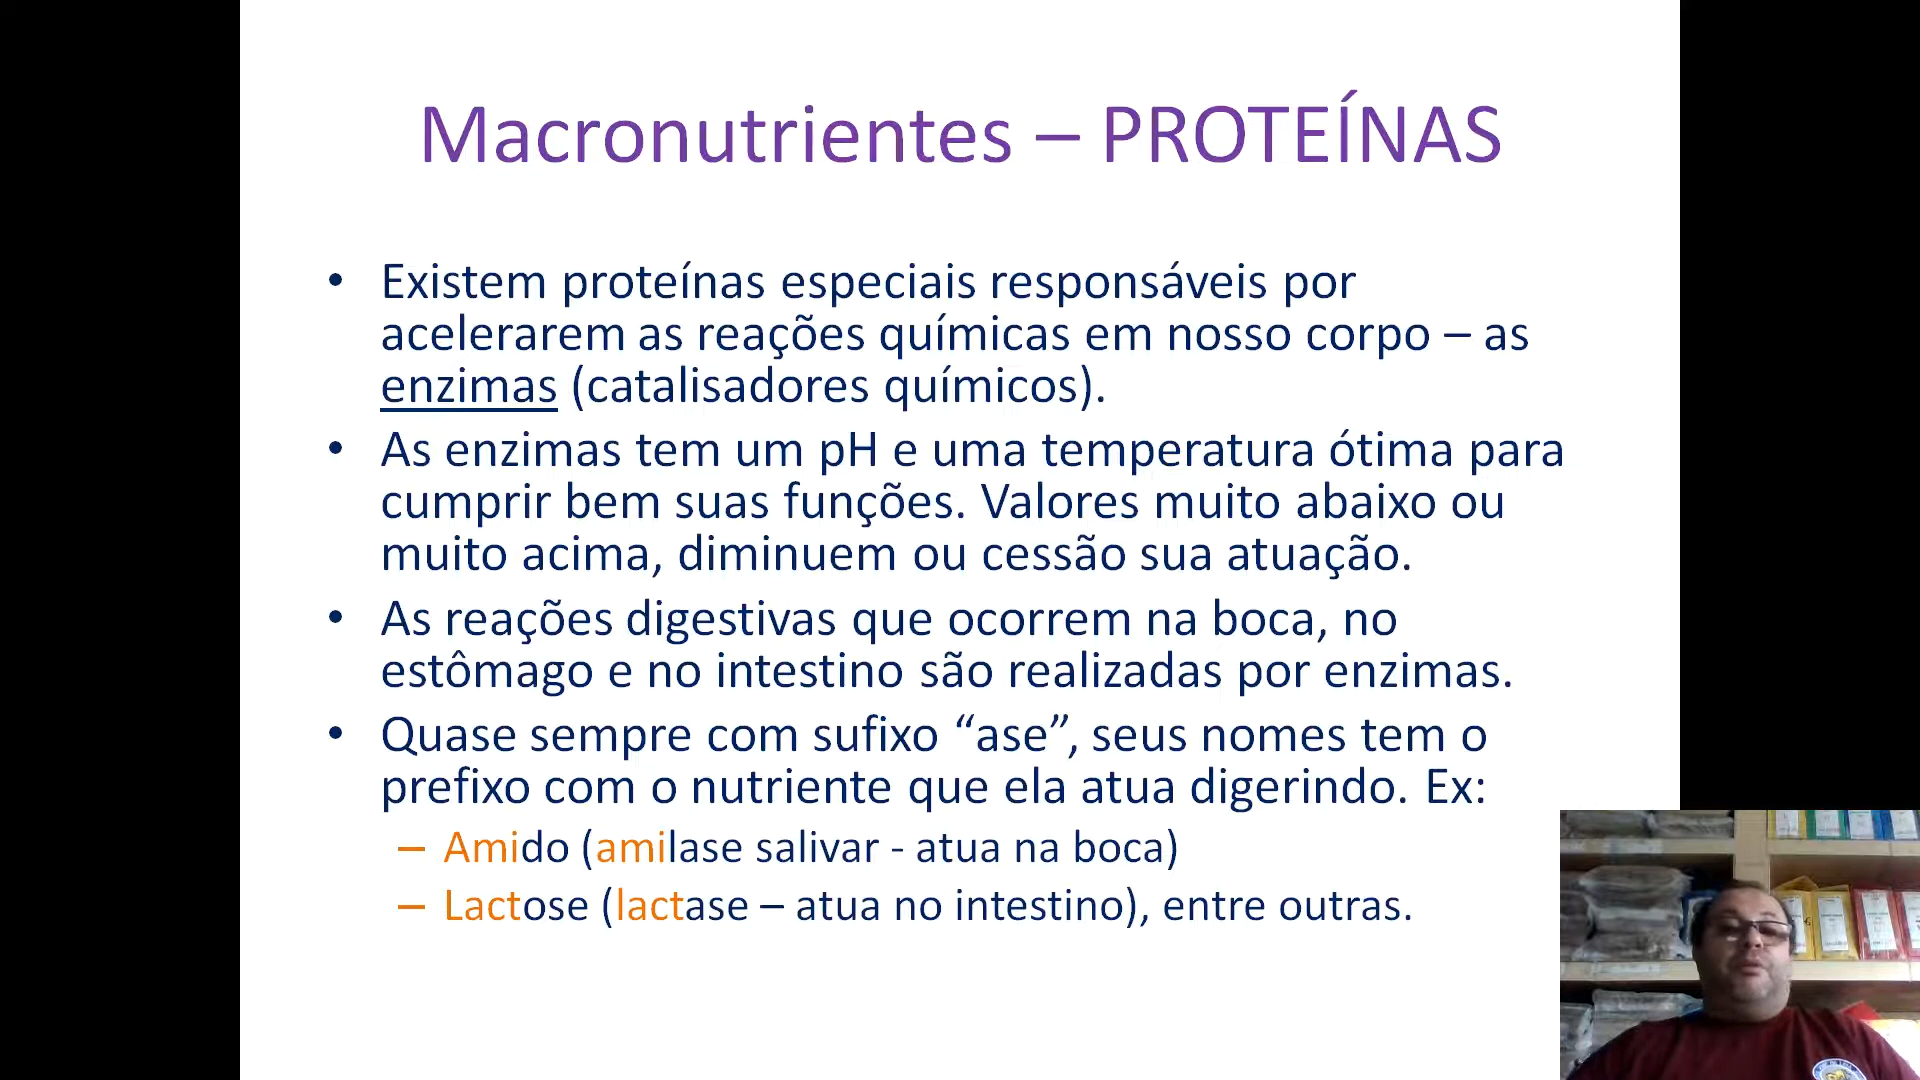 Macronutrientes – PROTEÍNAS
• Existem proteínas especiais responsáveis por
acelerarem as reações químicas em nosso corpo – as
enzimas (catalisadores químicos).
• As enzimas tem um pH e uma temperatura ótima para
cumprir bem suas funções. Valores muito abaixo ou
muito acima, diminuem ou cessão sua atuação.
• As reações digestivas que ocorrem na boca, no
estômago e no intestino são realizadas por enzimas.
• Quase sempre com sufixo “ase”, seus nomes tem o
prefixo com o nutriente que ela atua digerindo. Ex:
– Amido (amilase salivar - atua na boca)
– Lactose (lactase – atua no intestino), entre outras.